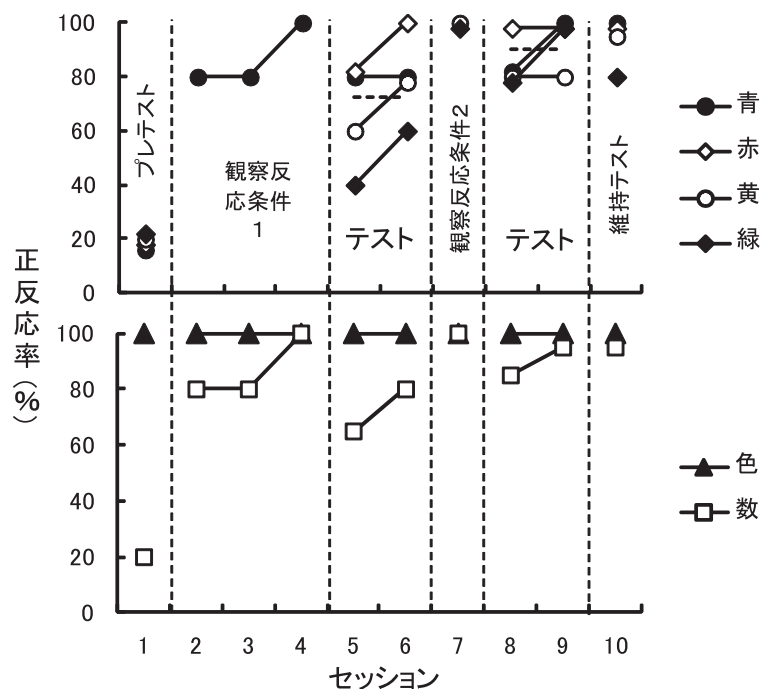 100
80
60
40
20
0
プレテスト
観察反
応条件
1
テスト
観察反応条件2
テスト
維持テスト
青
赤
黄
緑
正反応率(%)
100
80
60
40
20
0
色
数
1 2 3 4 5 6 7 8 9 10
セッション